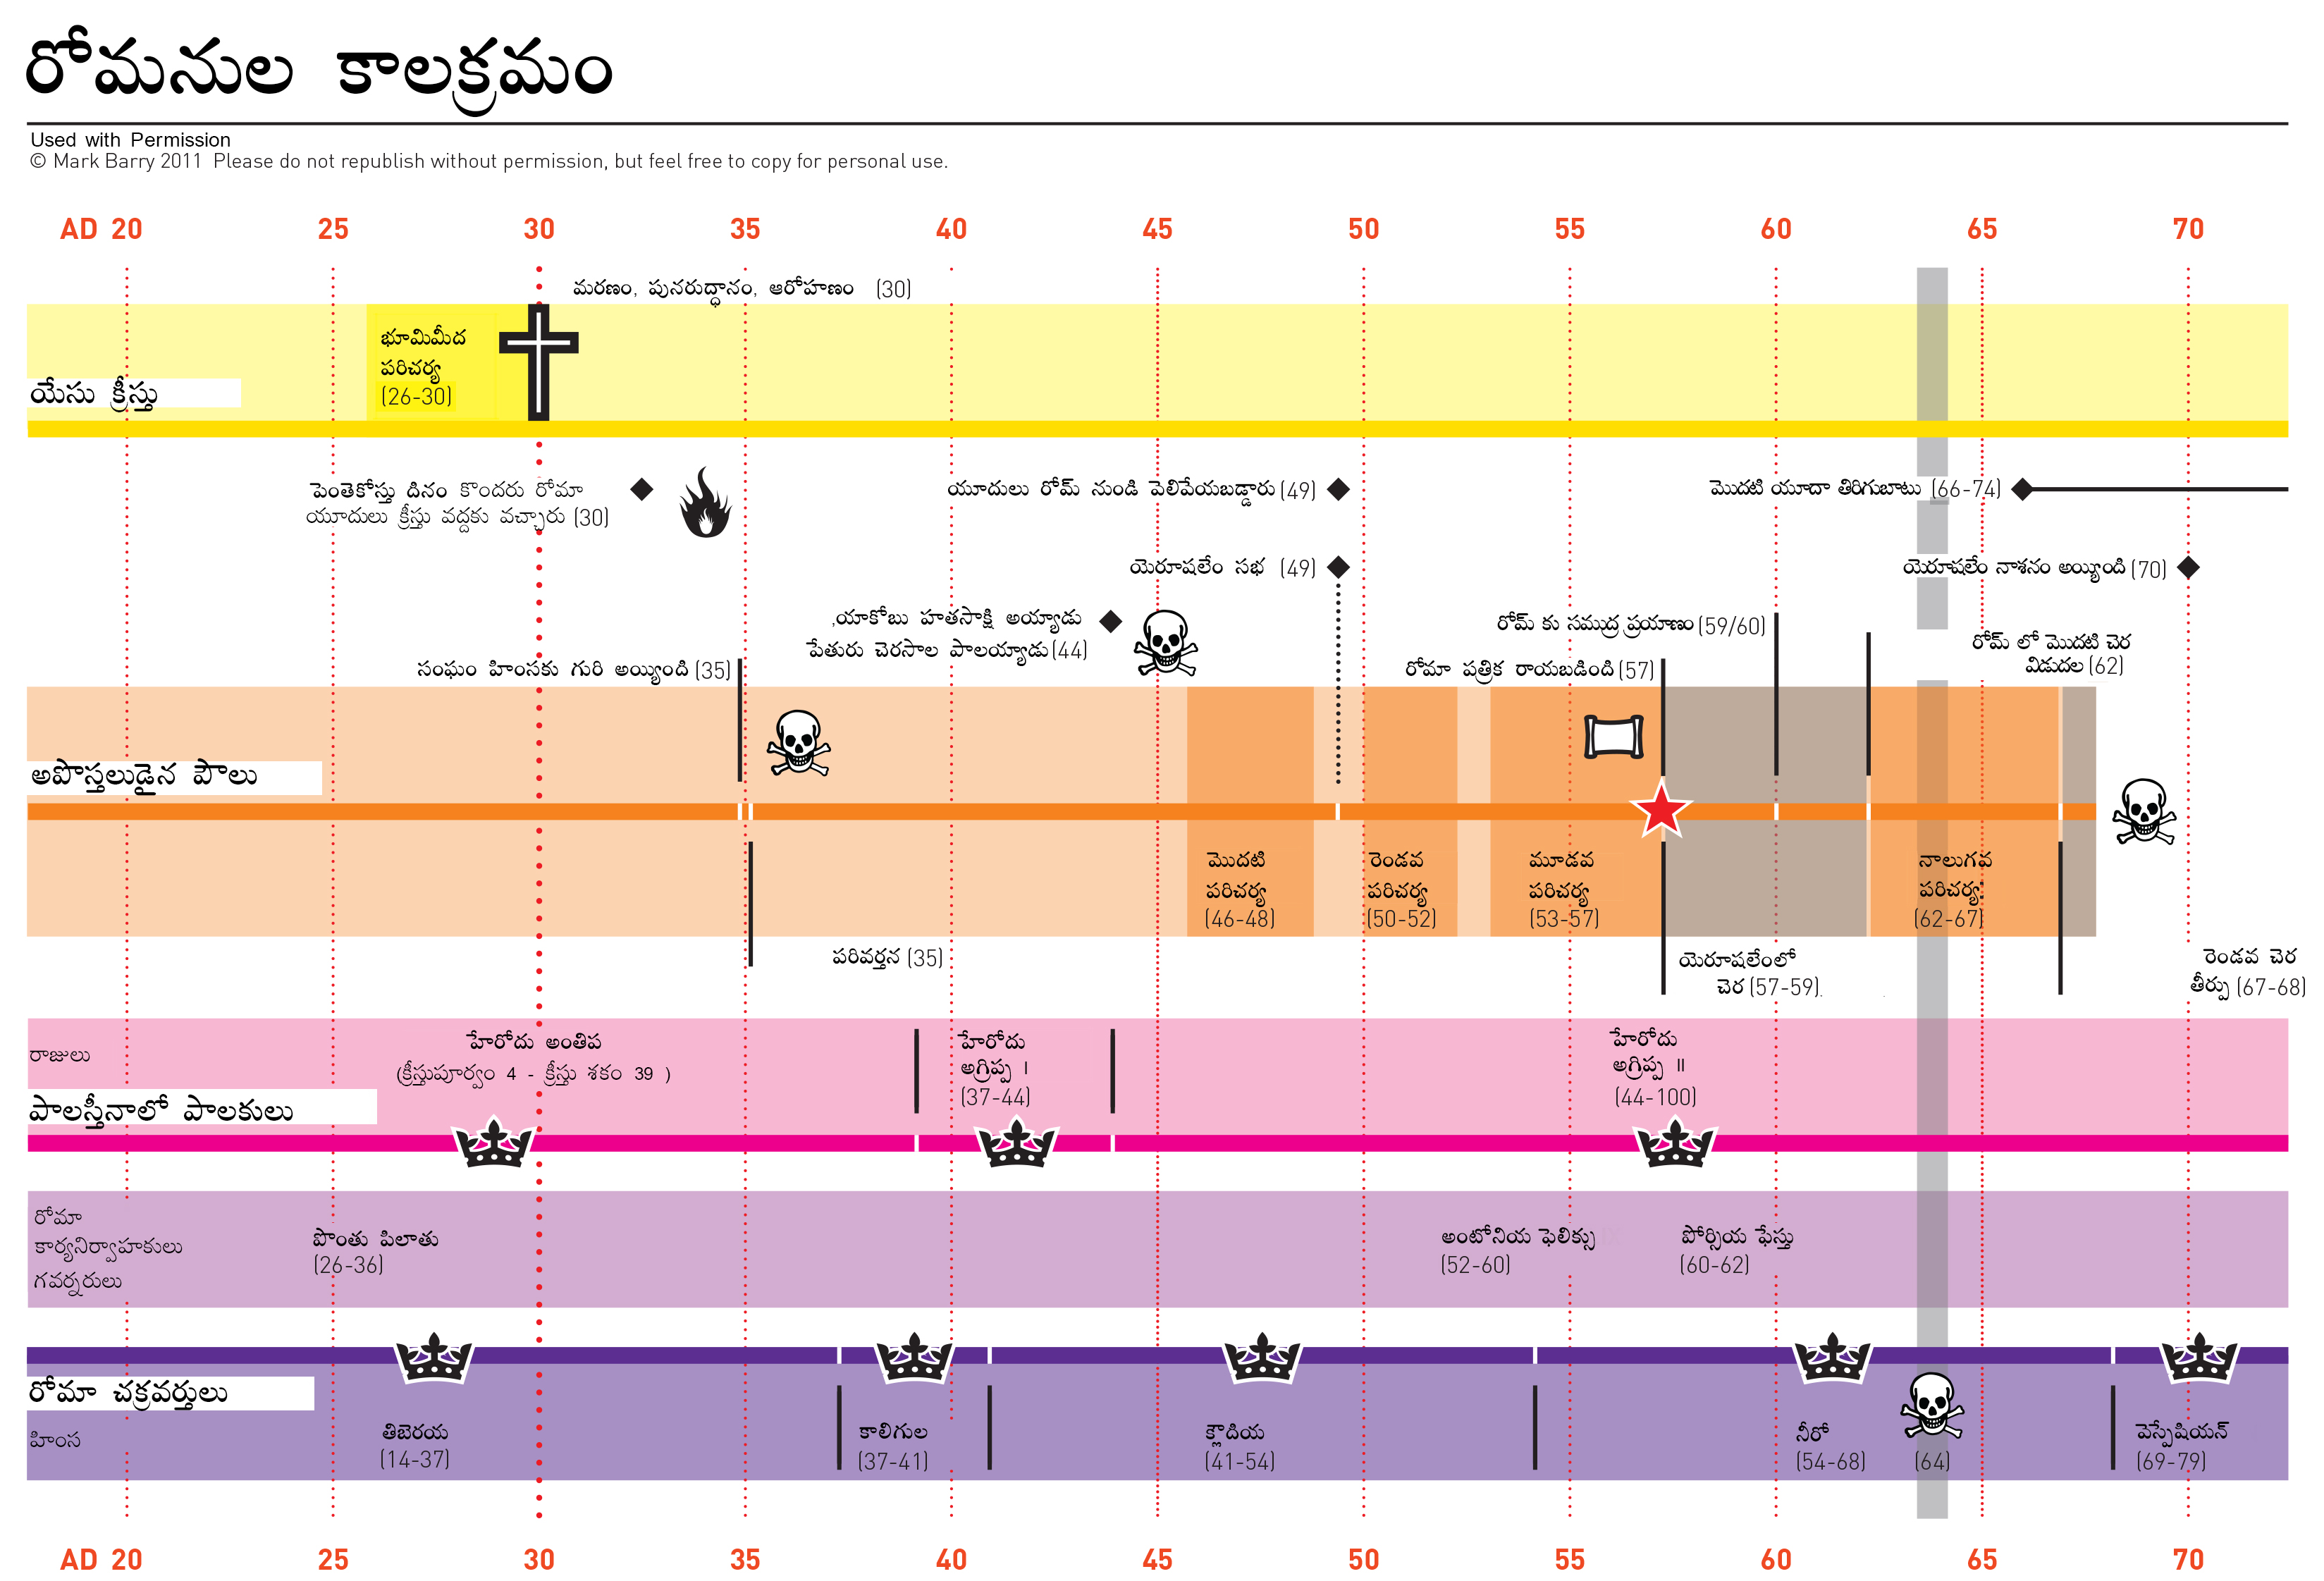 రోమనుల కాలక్రమం
Used with Permission
© Mark Barry 2011 Please do not republish without permission, but feel free to copy for personal use.
AD 20 25 30 35 40 45 50 55 60 65 70
మరణం, పునరుద్ధానం, ఆరోహణం (30)
భూమిమీద
పరిచర్య
(26-30)
యేసు క్రీస్తు
పెంతెకోస్తు దినం కొందరు రోమా
యూదులు క్రీస్తు వద్దకు వచ్చారు (30)
యూదులు రోమ్ నుండి వెలివేయబడ్డారు (49)
మొదటి యూదా తిరిగుబాటు (66-74)
యెరూషలేం సభ (49)
యెరూషలేం నాశనం అయ్యింది (70)
,యాకోబు హతసాక్షి అయ్యాడు
పేతురు చెరసాల పాలయ్యాడు (44)
రోమ్ కు సముద్ర ప్రయాణం (59/60)
రోమ్ లో మొదటి చెర
విడుదల (62)
సంఘం హింసకు గురి అయ్యింది (35)
రోమా పత్రిక రాయబడింది (57)
అపొస్తలుడైన పౌలు
మొదటి
పరిచర్య
(46-48)
రెండవ
పరిచర్య
(50-52)
మూడవ
పరిచర్య
(53-57)
నాలుగవ
పరిచర్య?
(62-67)
పరివర్తన (35)
యెరూషలేంలో
చెర (57-59)
రెండవ చెర
తీర్పు (67-68)
రాజులు
హేరోదు అంతిప
(క్రీస్తుపూర్వం 4 - క్రీస్తు శకం 39 )
హేరోదు
అగ్రిప్ప I
(37-44)
హేరోదు
అగ్రిప్ప II
(44-100)
పాలస్తీనాలో పాలకులు
రోమా
కార్యనిర్వాహకులు
గవర్నరులు
పొంతు పిలాతు
(26-36)
అంటోనియ ఫెలిక్సు
(52-60)
పోర్సియ ఫేస్తు
(60-62)
రోమా చక్రవర్తులు
హింస
తిబెరయ
(14-37)
కాలిగుల
(37-41)
క్లౌదియ
(41-54)
నీరో
(54-68)
(64)
వెస్పేషియన్
(69-79)
AD 20 25 30 35 40 45 50 55 60 65 70